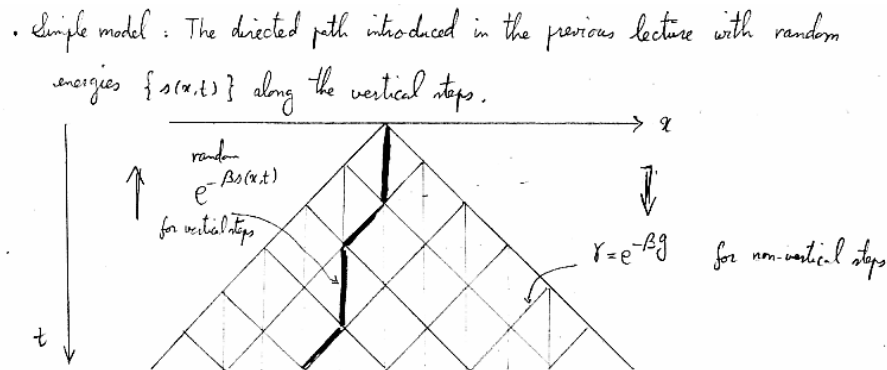 • Simple model : The directed path introduced in the previous lecture with random
energies {s(x,t)} along the vertical steps.
x
random
e^{-βs(x,t)}
for vertical steps
γ = e^{-βg} for non-vertical steps
t